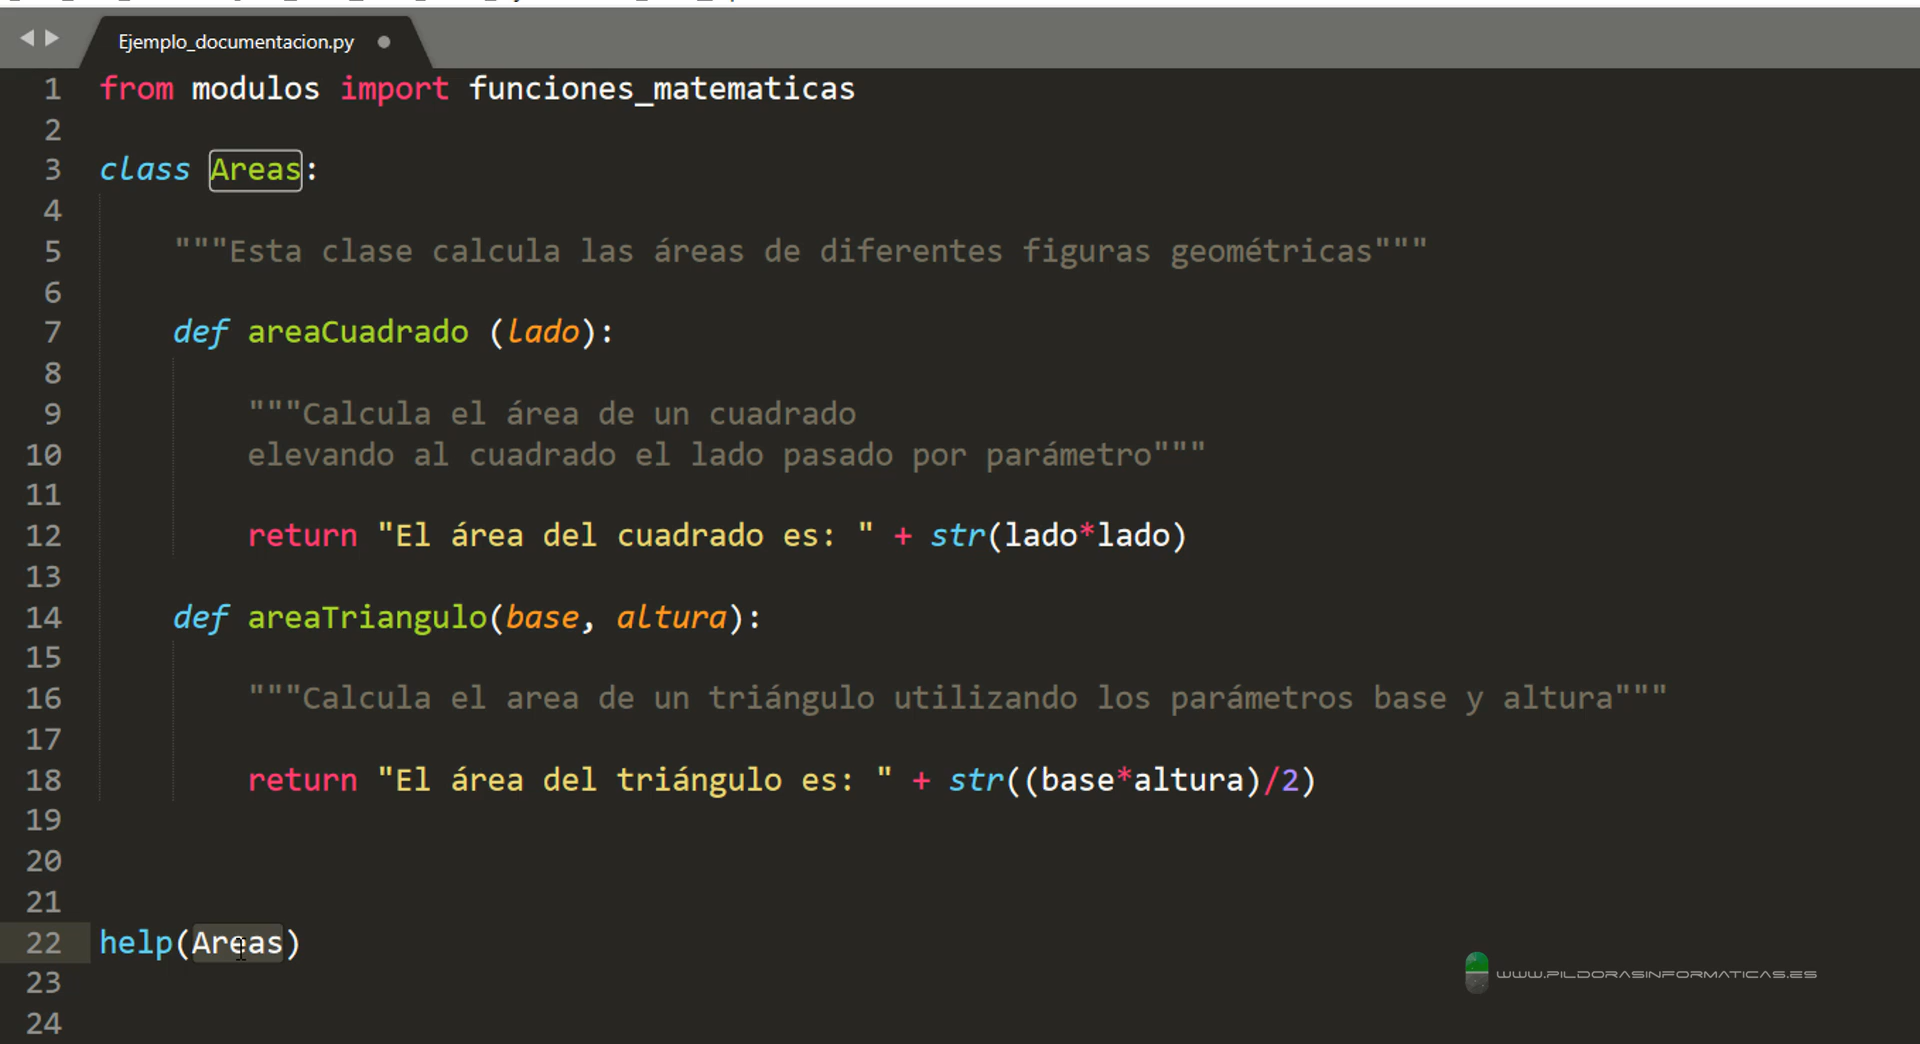 Ejemplo_documentacion.py
1 from modulos import funciones_matematicas
2
3 class Areas:
4
5 """Esta clase calcula las áreas de diferentes figuras geométricas"""
6
7 def areaCuadrado (lado):
8
9 """Calcula el área de un cuadrado
10 elevando al cuadrado el lado pasado por parámetro"""
11
12 return "El área del cuadrado es: " + str(lado*lado)
13
14 def areaTriangulo(base, altura):
15
16 """Calcula el area de un triángulo utilizando los parámetros base y altura"""
17
18 return "El área del triángulo es: " + str((base*altura)/2)
19
20
21
22 help(Areas)
23
24
WWW.PILDORASINFORMATICAS.ES